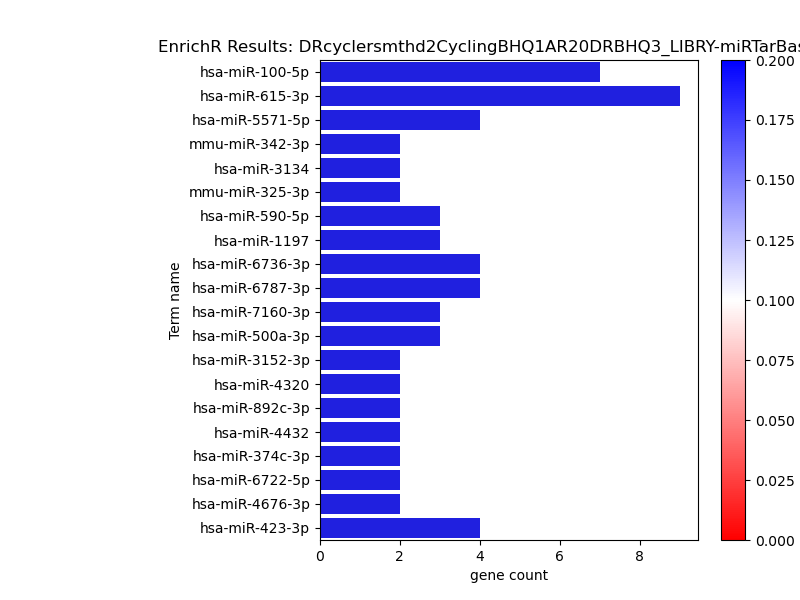 EnrichR Results: DRcyclersmthd2CyclingBHQ1AR20DRBHQ3_LIBRY-miRTarBas
hsa-miR-100-5p
hsa-miR-615-3p
hsa-miR-5571-5p
mmu-miR-342-3p
hsa-miR-3134
mmu-miR-325-3p
hsa-miR-590-5p
hsa-miR-1197
hsa-miR-6736-3p
hsa-miR-6787-3p
hsa-miR-7160-3p
hsa-miR-500a-3p
hsa-miR-3152-3p
hsa-miR-4320
hsa-miR-892c-3p
hsa-miR-4432
hsa-miR-374c-3p
hsa-miR-6722-5p
hsa-miR-4676-3p
hsa-miR-423-3p
Term name
0 2 4 6 8
gene count
0.200
0.175
0.150
0.125
0.100
0.075
0.050
0.025
0.000